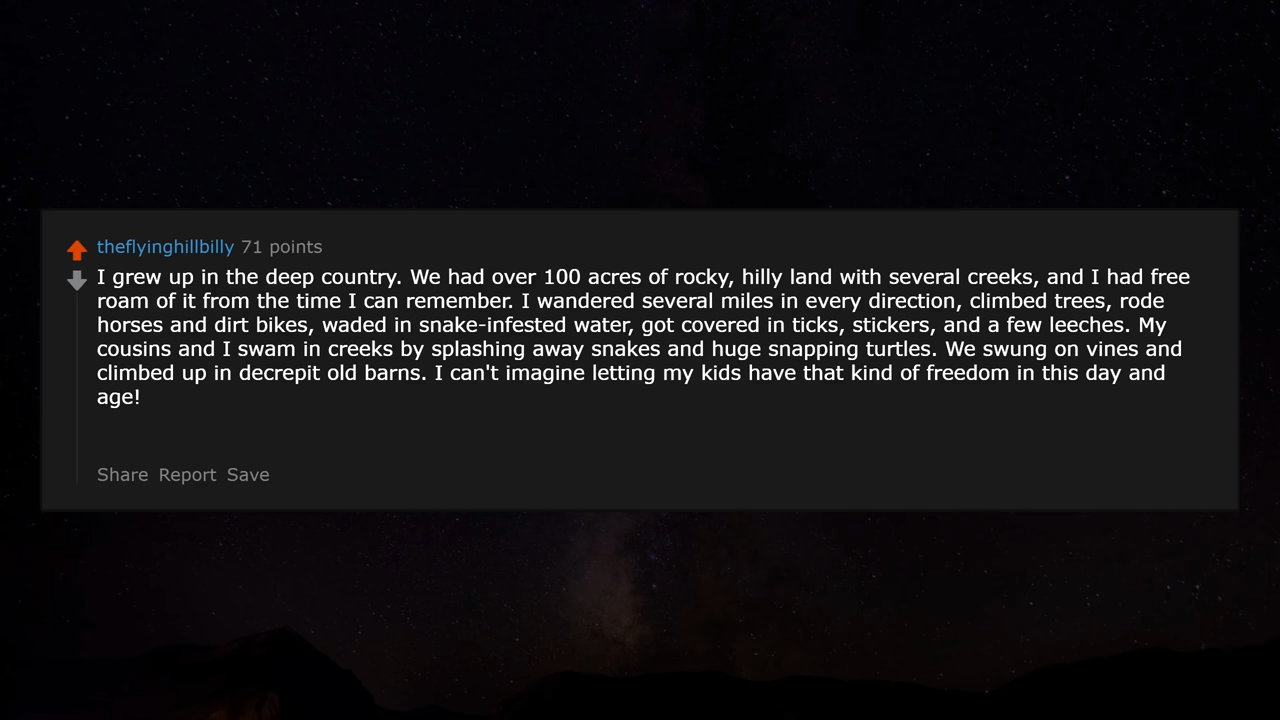 theflyinghillbilly 71 points
I grew up in the deep country. We had over 100 acres of rocky, hilly land with several creeks, and I had free
roam of it from the time I can remember. I wandered several miles in every direction, climbed trees, rode
horses and dirt bikes, waded in snake-infested water, got covered in ticks, stickers, and a few leeches. My
cousins and I swam in creeks by splashing away snakes and huge snapping turtles. We swung on vines and
climbed up in decrepit old barns. I can't imagine letting my kids have that kind of freedom in this day and
age!
Share Report Save